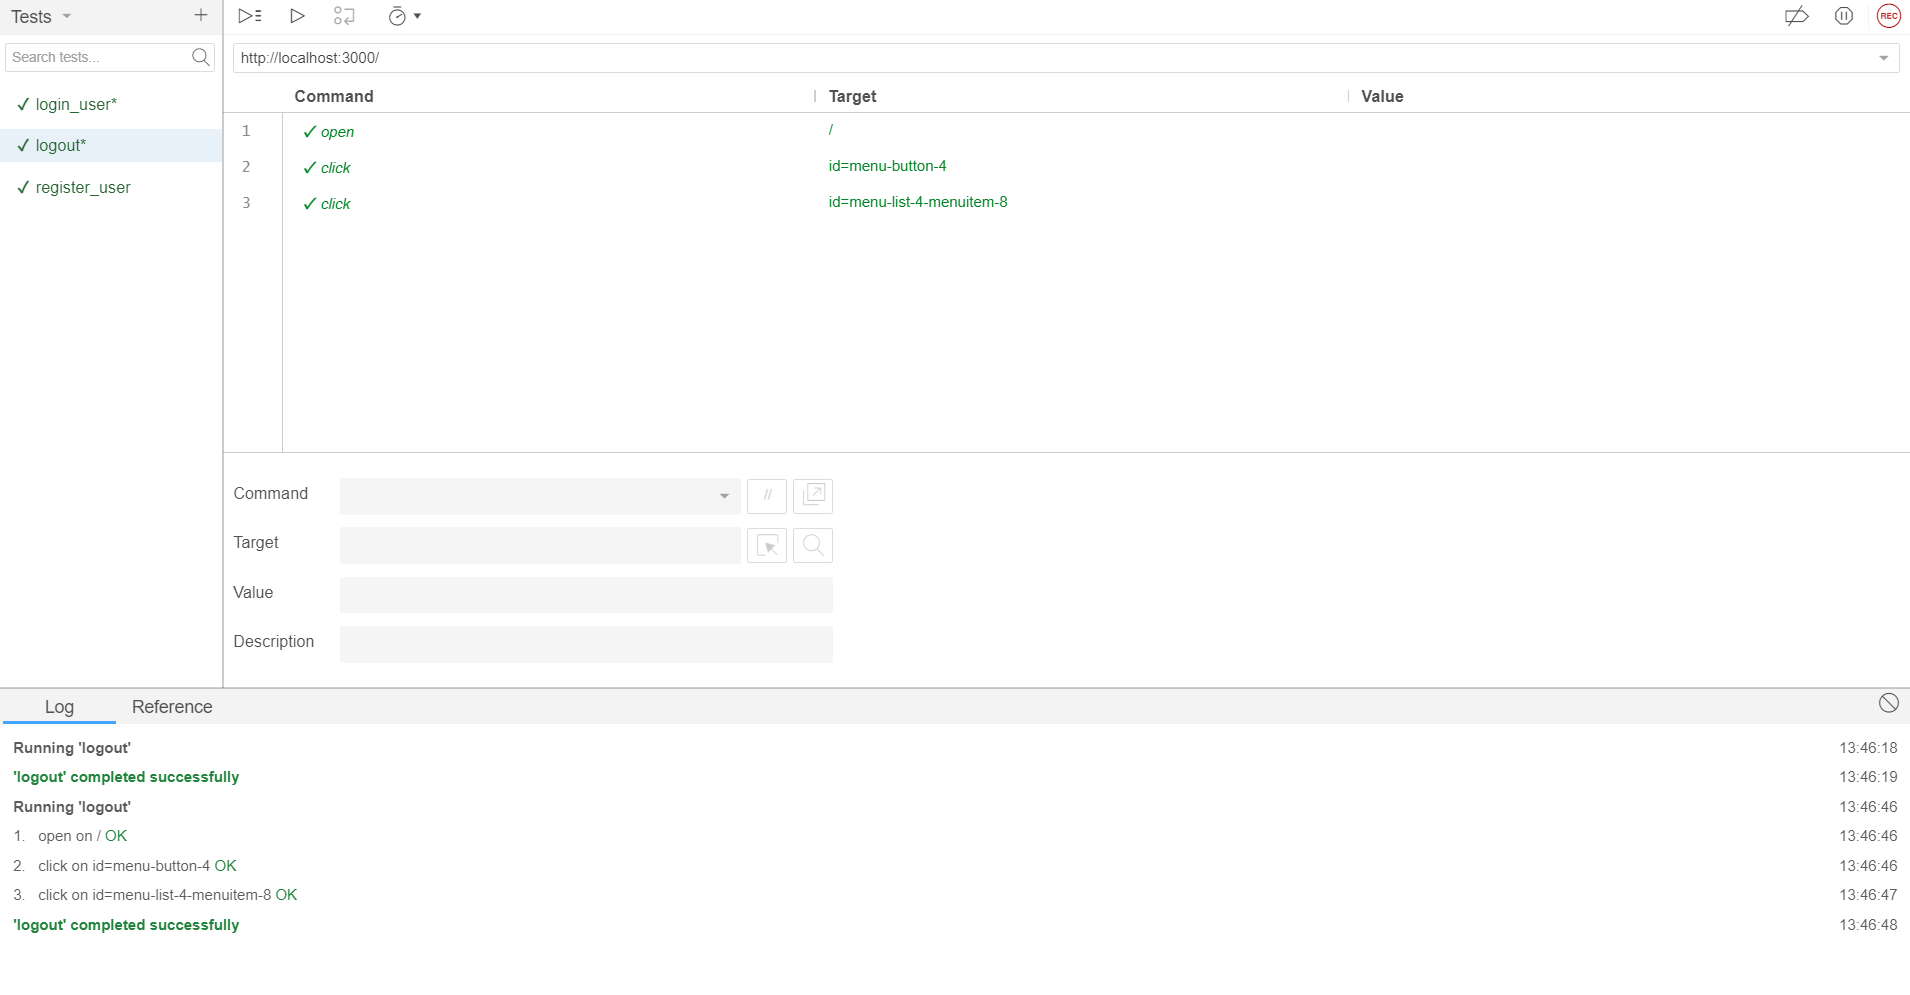 Tests
REC
Search tests...
http://localhost:3000/
✓ login_user*
✓ logout*
✓ register_user
Command Target Value
1 ✓ open /
2 ✓ click id=menu-button-4
3 ✓ click id=menu-list-4-menuitem-8
Command //
Target
Value
Description
Log Reference
Running 'logout' 13:46:18
'logout' completed successfully 13:46:19
Running 'logout' 13:46:46
1. open on / OK 13:46:46
2. click on id=menu-button-4 OK 13:46:46
3. click on id=menu-list-4-menuitem-8 OK 13:46:47
'logout' completed successfully 13:46:48